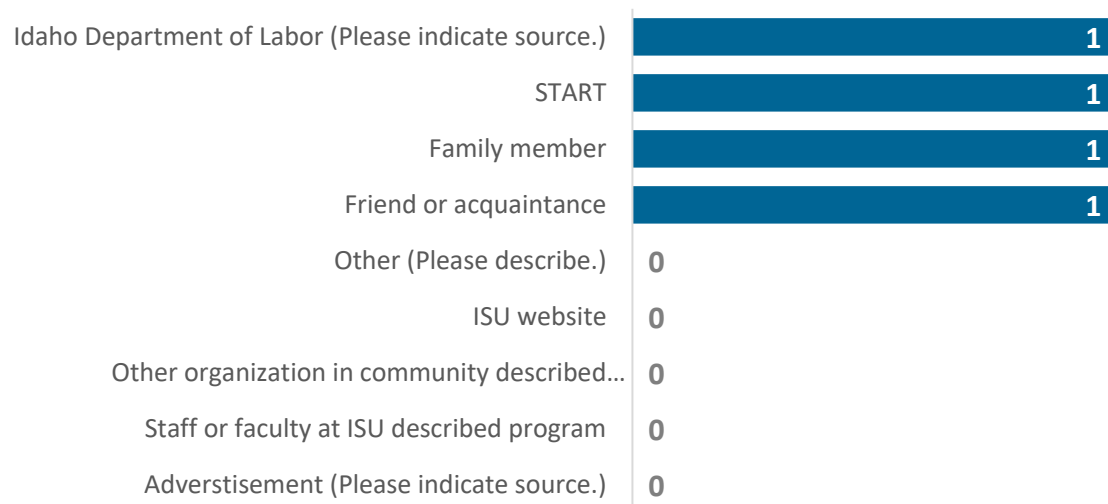 Idaho Department of Labor (Please indicate source.) 1
START 1
Family member 1
Friend or acquaintance 1
Other (Please describe.) 0
ISU website 0
Other organization in community described… 0
Staff or faculty at ISU described program 0
Adverstisement (Please indicate source.) 0